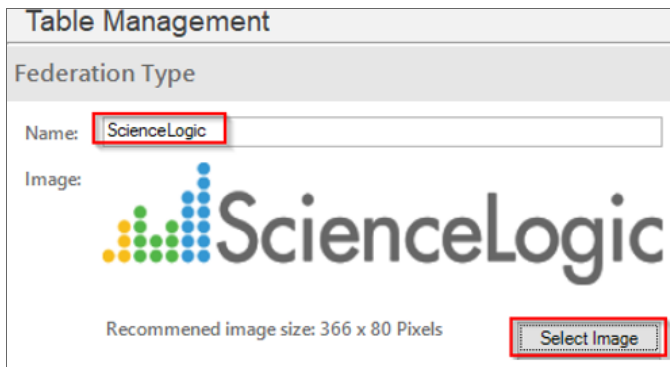 Table Management
Federation Type
Name: ScienceLogic
Image:
ScienceLogic
Recommened image size: 366 x 80 Pixels
Select Image